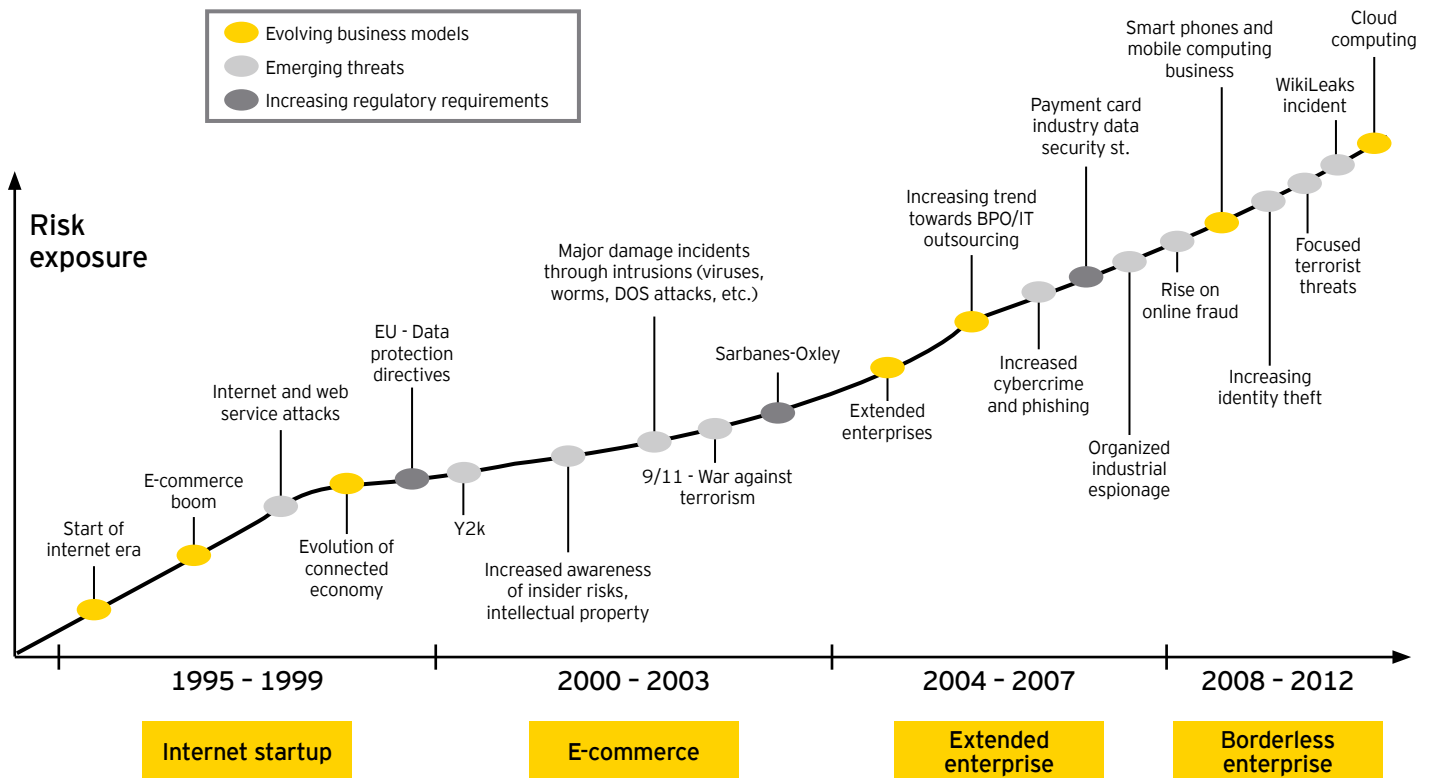 Evolving business models
Emerging threats
Increasing regulatory requirements
Risk
exposure
Start of
internet era
E-commerce
boom
Internet and web
service attacks
Evolution of
connected
economy
EU - Data
protection
directives
Y2k
Increased awareness
of insider risks,
intellectual property
Major damage incidents
through intrusions (viruses,
worms, DOS attacks, etc.)
9/11 - War against
terrorism
Sarbanes-Oxley
Extended
enterprises
Increasing trend
towards BPO/IT
outsourcing
Increased
cybercrime
and phishing
Payment card
industry data
security st.
Organized
industrial
espionage
Rise on
online fraud
Smart phones and
mobile computing
business
Increasing
identity theft
Focused
terrorist
threats
WikiLeaks
incident
Cloud
computing
1995 - 1999
2000 - 2003
2004 - 2007
2008 - 2012
Internet startup
E-commerce
Extended
enterprise
Borderless
enterprise